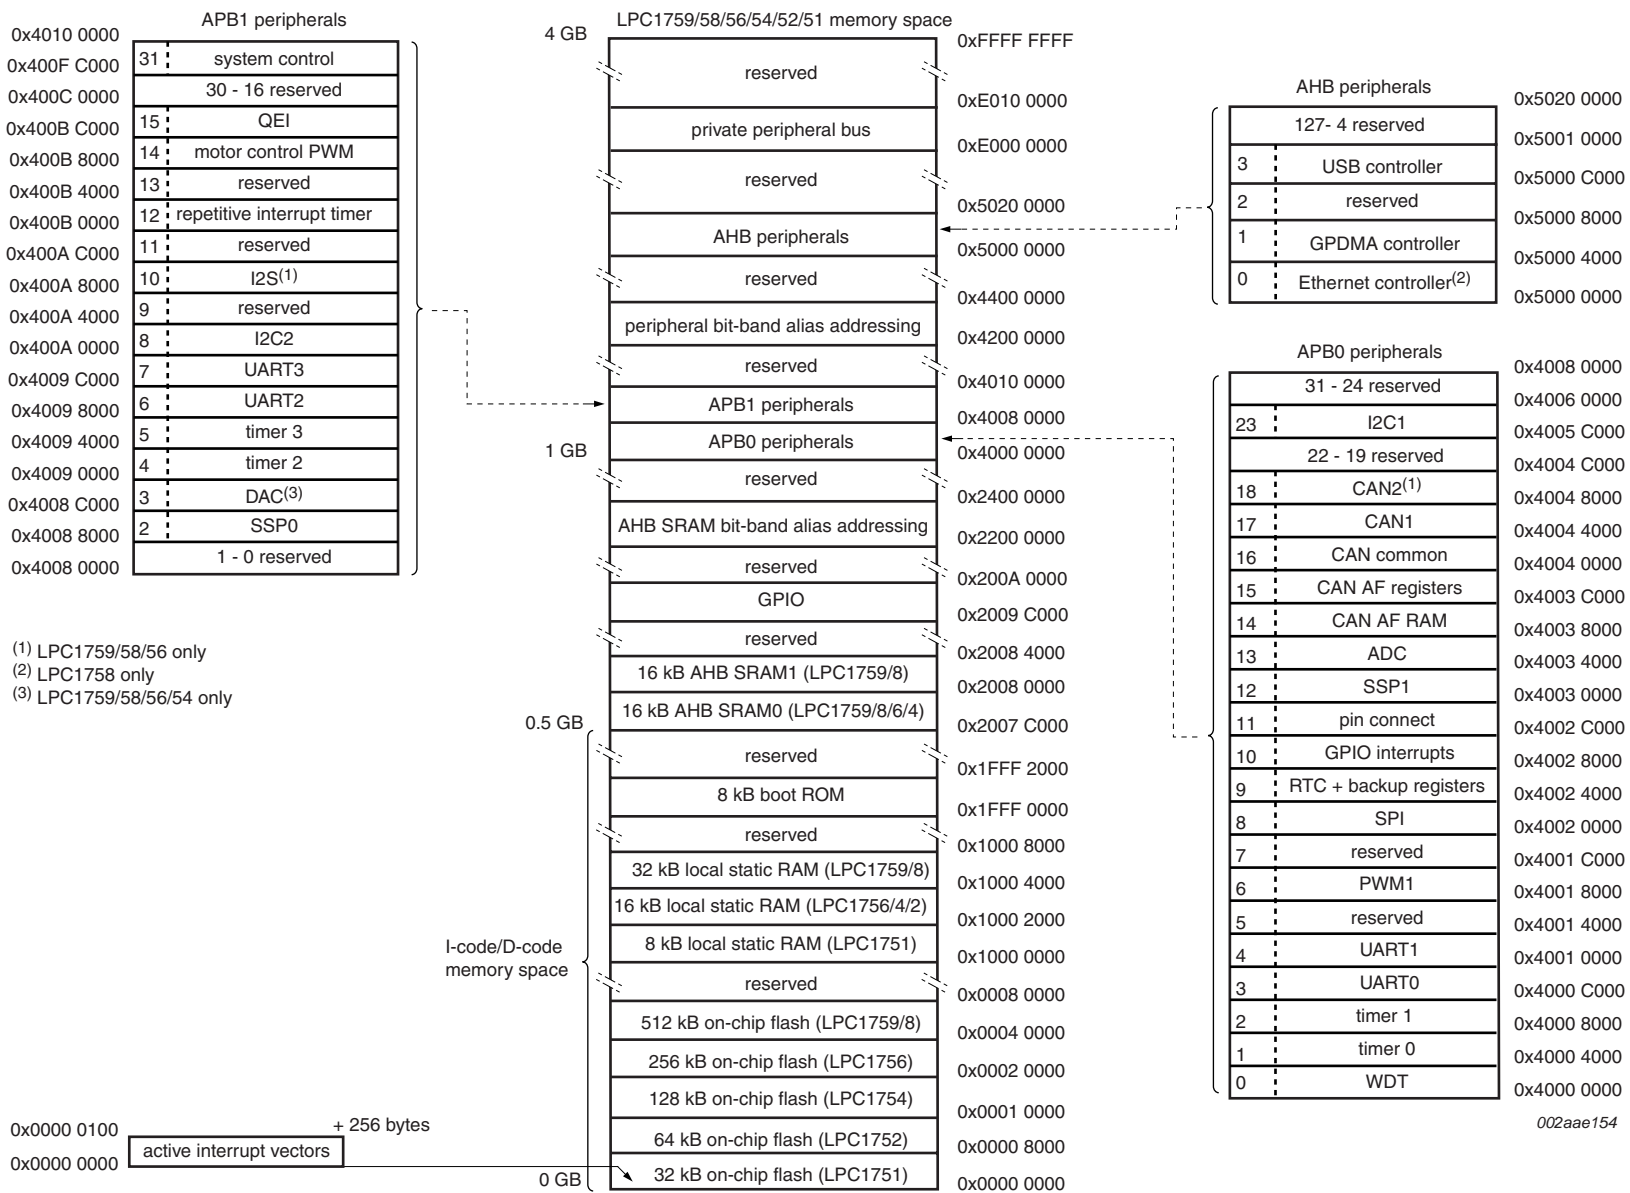 APB1 peripherals
0x4010 0000
31 system control
0x400F C000
30 - 16 reserved
0x400C 0000
15 QEI
0x400B C000
14 motor control PWM
0x400B 8000
13 reserved
0x400B 4000
12 repetitive interrupt timer
0x400B 0000
11 reserved
0x400A C000
10 I2S(1)
0x400A 8000
9 reserved
0x400A 4000
8 I2C2
0x400A 0000
7 UART3
0x4009 C000
6 UART2
0x4009 8000
5 timer 3
0x4009 4000
4 timer 2
0x4009 0000
3 DAC(3)
0x4008 C000
2 SSP0
0x4008 8000
1 - 0 reserved
0x4008 0000
(1) LPC1759/58/56 only
(2) LPC1758 only
(3) LPC1759/58/56/54 only
LPC1759/58/56/54/52/51 memory space
4 GB
0xFFFF FFFF
reserved
0xE010 0000
private peripheral bus
0xE000 0000
reserved
0x5020 0000
AHB peripherals
0x5000 0000
reserved
0x4400 0000
peripheral bit-band alias addressing
0x4200 0000
reserved
0x4010 0000
APB1 peripherals
0x4008 0000
APB0 peripherals
1 GB
0x4000 0000
reserved
0x2400 0000
AHB SRAM bit-band alias addressing
0x2200 0000
reserved
0x200A 0000
GPIO
0x2009 C000
reserved
0x2008 4000
16 kB AHB SRAM1 (LPC1759/8)
0x2008 0000
16 kB AHB SRAM0 (LPC1759/8/6/4)
0.5 GB
0x2007 C000
reserved
0x1FFF 2000
8 kB boot ROM
0x1FFF 0000
reserved
0x1000 8000
32 kB local static RAM (LPC1759/8)
0x1000 4000
16 kB local static RAM (LPC1756/4/2)
0x1000 2000
8 kB local static RAM (LPC1751)
0x1000 0000
I-code/D-code
memory space
reserved
0x0008 0000
512 kB on-chip flash (LPC1759/8)
0x0004 0000
256 kB on-chip flash (LPC1756)
0x0002 0000
128 kB on-chip flash (LPC1754)
0x0001 0000
64 kB on-chip flash (LPC1752)
0x0000 8000
32 kB on-chip flash (LPC1751)
0 GB
0x0000 0000
+ 256 bytes
0x0000 0100
active interrupt vectors
0x0000 0000
AHB peripherals
0x5020 0000
127- 4 reserved
0x5001 0000
3 USB controller
0x5000 C000
2 reserved
0x5000 8000
1 GPDMA controller
0x5000 4000
0 Ethernet controller(2)
0x5000 0000
APB0 peripherals
0x4008 0000
31 - 24 reserved
0x4006 0000
23 I2C1
0x4005 C000
22 - 19 reserved
0x4004 C000
18 CAN2(1)
0x4004 8000
17 CAN1
0x4004 4000
16 CAN common
0x4004 0000
15 CAN AF registers
0x4003 C000
14 CAN AF RAM
0x4003 8000
13 ADC
0x4003 4000
12 SSP1
0x4003 0000
11 pin connect
0x4002 C000
10 GPIO interrupts
0x4002 8000
9 RTC + backup registers
0x4002 4000
8 SPI
0x4002 0000
7 reserved
0x4001 C000
6 PWM1
0x4001 8000
5 reserved
0x4001 4000
4 UART1
0x4001 0000
3 UART0
0x4000 C000
2 timer 1
0x4000 8000
1 timer 0
0x4000 4000
0 WDT
0x4000 0000
002aae154